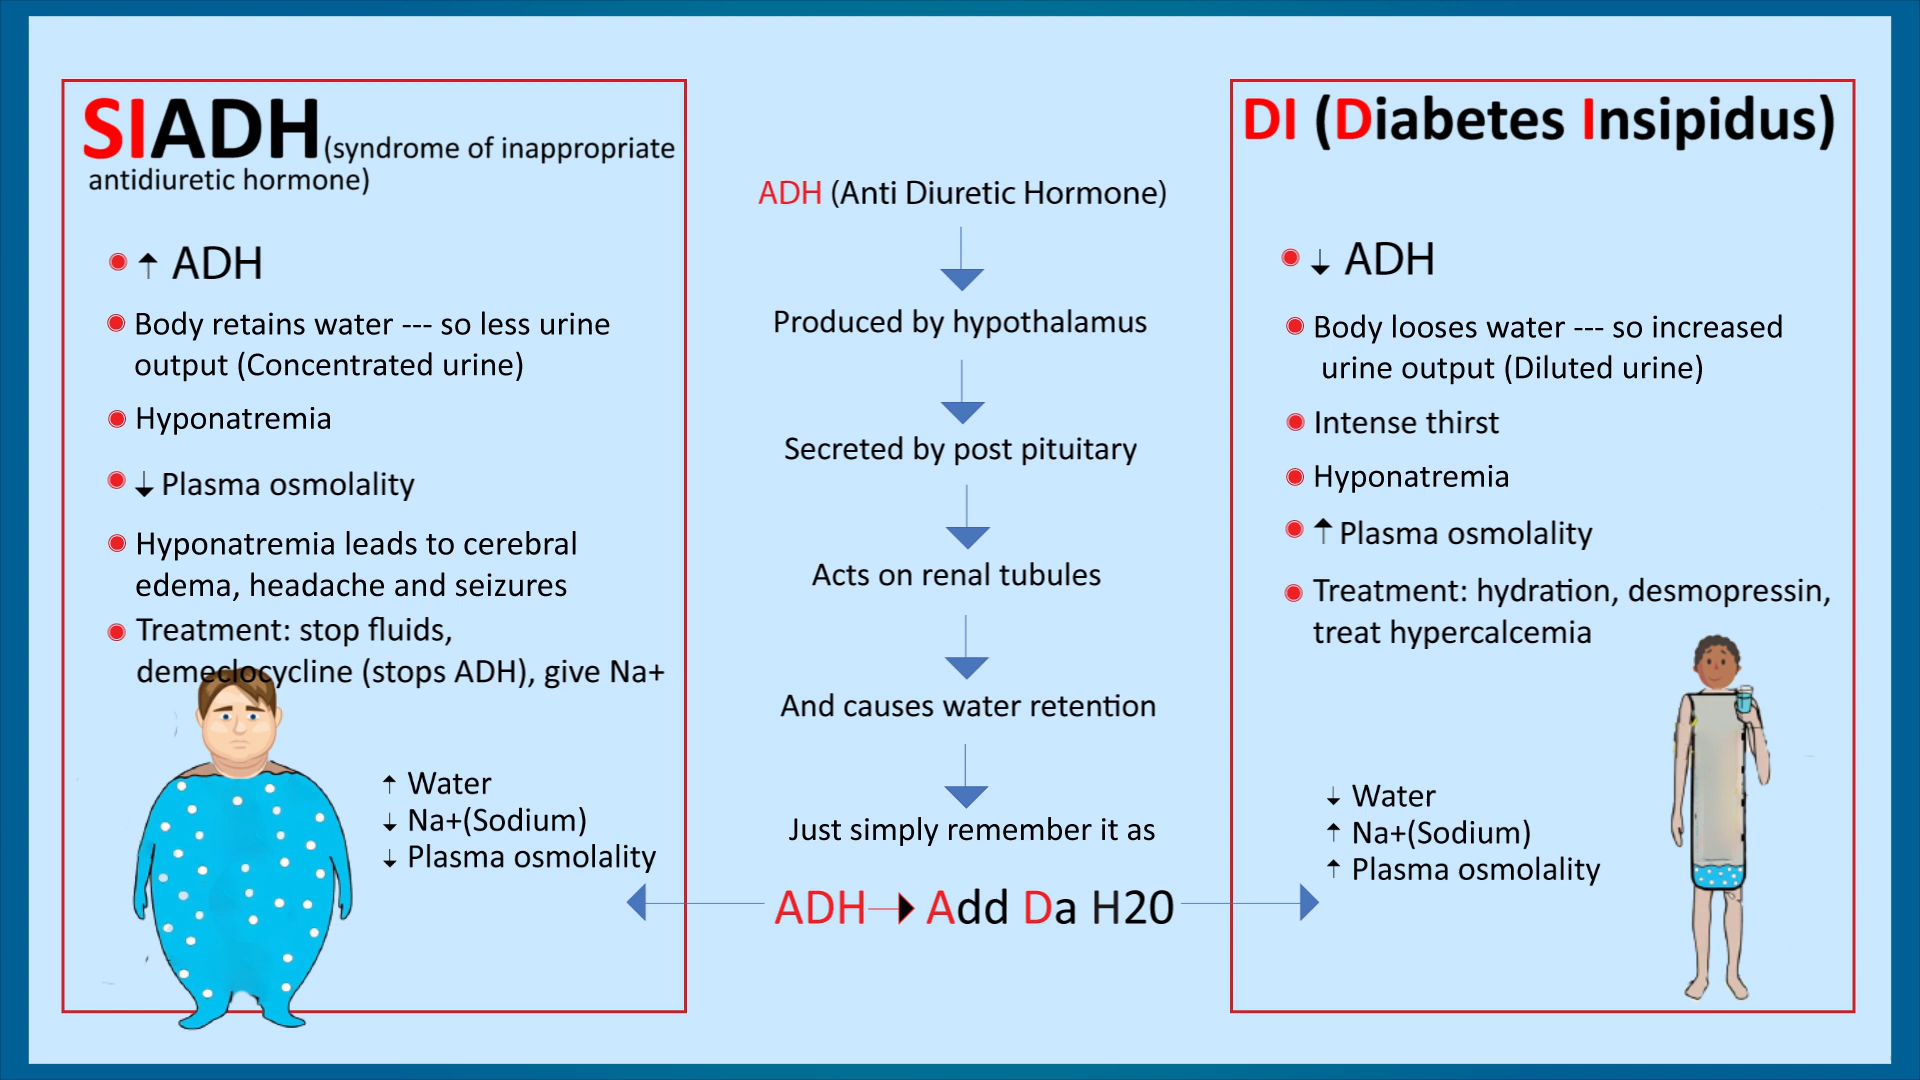 SIADH (syndrome of inappropriate
antidiuretic hormone)
↑ ADH
Body retains water --- so less urine
output (Concentrated urine)
Hyponatremia
↓ Plasma osmolality
Hyponatremia leads to cerebral
edema, headache and seizures
Treatment: stop fluids,
demeclocycline (stops ADH), give Na+
↑ Water
↓ Na+(Sodium)
↓ Plasma osmolality
ADH (Anti Diuretic Hormone)
Produced by hypothalamus
Secreted by post pituitary
Acts on renal tubules
And causes water retention
Just simply remember it as
ADH→ Add Da H20
DI (Diabetes Insipidus)
↓ ADH
Body looses water --- so increased
urine output (Diluted urine)
Intense thirst
Hyponatremia
↑ Plasma osmolality
Treatment: hydration, desmopressin,
treat hypercalcemia
↓ Water
↑ Na+(Sodium)
↑ Plasma osmolality